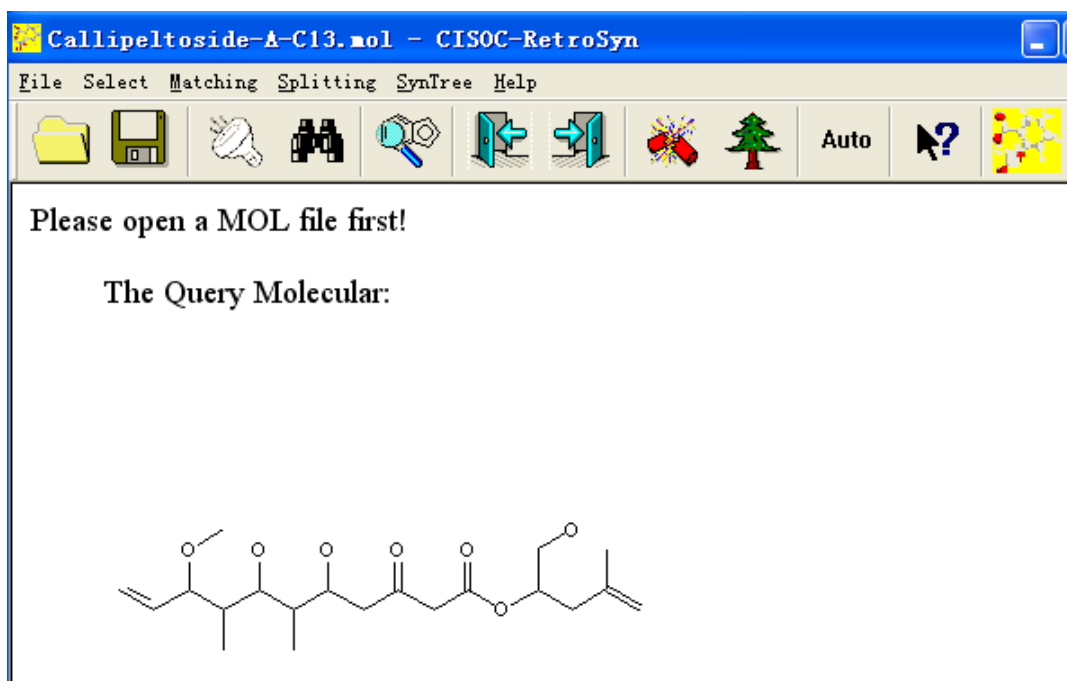 Callipeltoside-A-C13.mol - CISOC-RetroSyn
File Select Matching Splitting SynTree Help
Auto
?
Please open a MOL file first!
The Query Molecular:
O
O O O O O
O